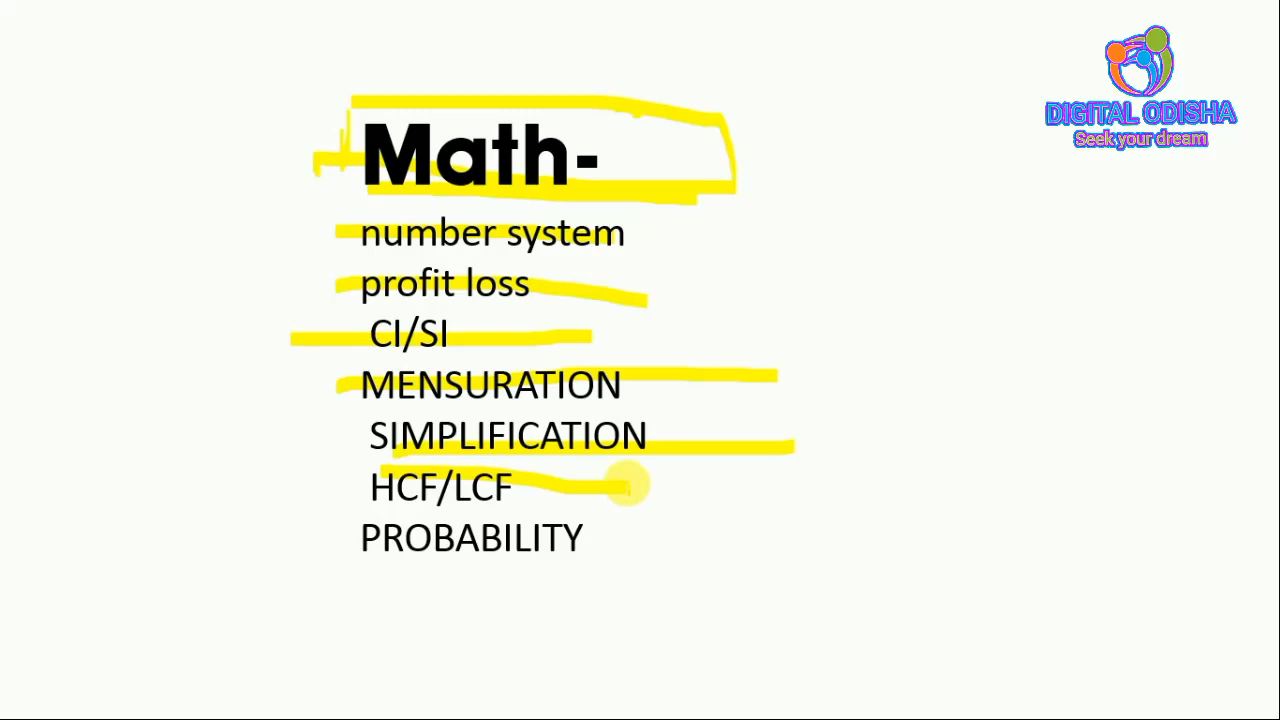 DIGITAL ODISHA
Seek your dream
Math-
number system
profit loss
CI/SI
MENSURATION
SIMPLIFICATION
HCF/LCF
PROBABILITY